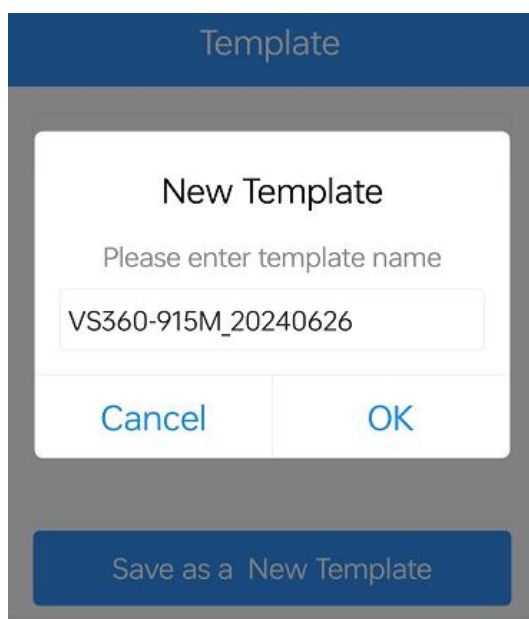 Template
New Template
Please enter template name
VS360-915M_20240626
Cancel
OK
Save as a New Template